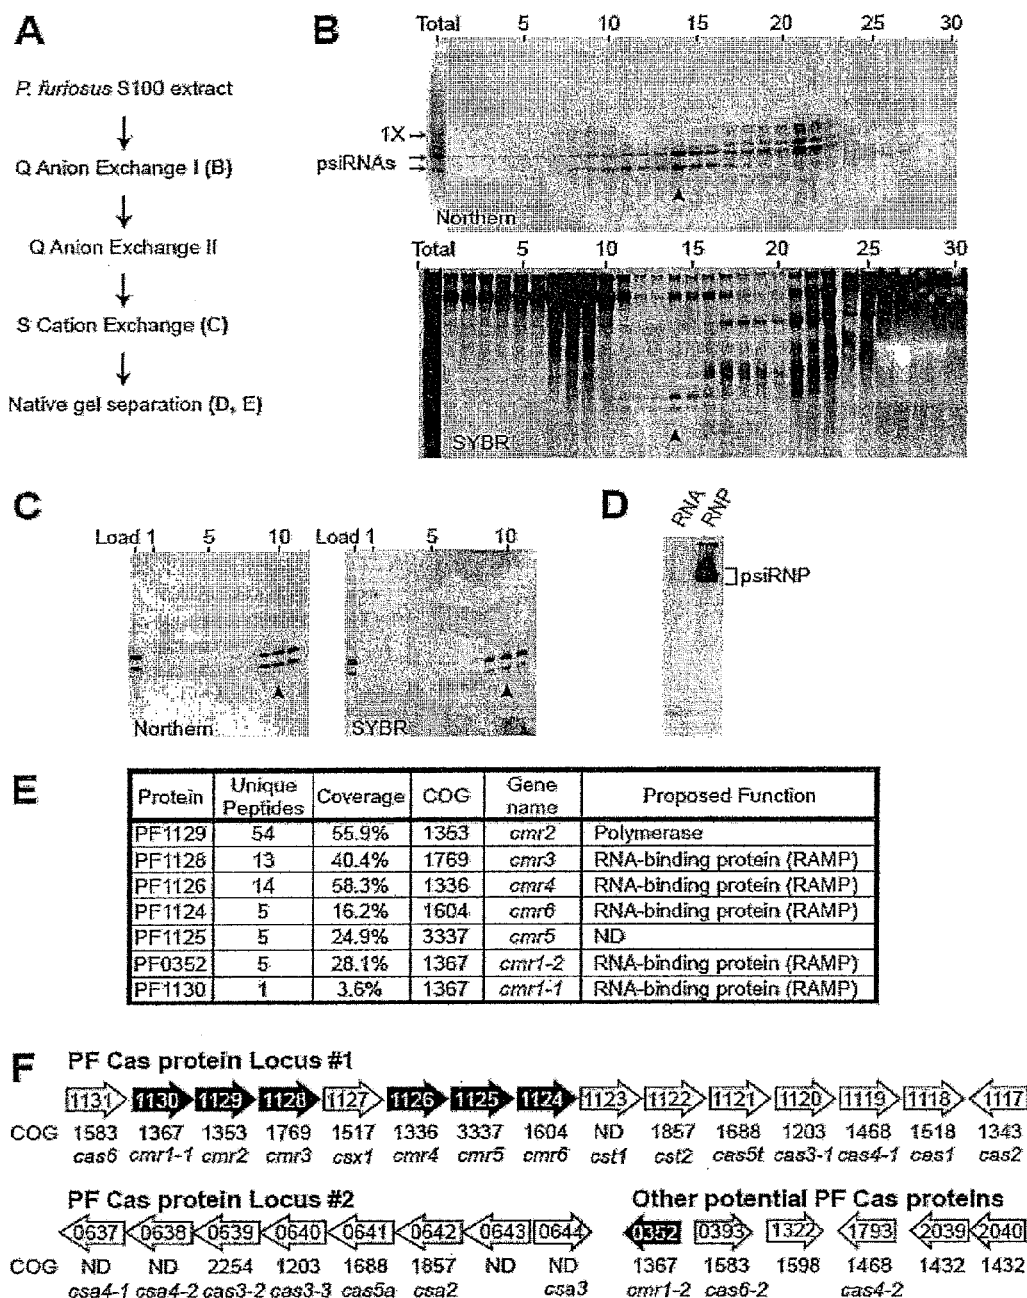 A
P. furiosus S100 extract
Q Anion Exchange I (B)
Q Anion Exchange II
S Cation Exchange (C)
Native gel separation (D, E)
B
Total 5 10 15 20 25 30
1X
psiRNAs
Northern
Total 5 10 15 20 25 30
SYBR
C
Load 1 5 10
Northern
Load 1 5 10
SYBR
D
RNA RNP
psiRNP
E
Protein Unique Peptides Coverage COG Gene name Proposed Function
PF1129 54 55.9% 1353 cmr2 Polymerase
PF1128 13 40.4% 1769 cmr3 RNA-binding protein (RAMP)
PF1126 14 58.3% 1336 cmr4 RNA-binding protein (RAMP)
PF1124 5 16.2% 1604 cmr6 RNA-binding protein (RAMP)
PF1125 5 24.9% 3337 cmr5 ND
PF0352 5 28.1% 1367 cmr1-2 RNA-binding protein (RAMP)
PF1130 1 3.6% 1367 cmr1-1 RNA-binding protein (RAMP)
F
PF Cas protein Locus #1
1131 1130 1129 1128 1127 1126 1125 1124 1123 1122 1121 1120 1119 1118 1117
COG 1583 1367 1353 1769 1517 1336 3337 1604 ND 1857 1688 1203 1468 1518 1343
cas6 cmr1-1 cmr2 cmr3 csx1 cmr4 cmr5 cmr6 cst1 cst2 cas5t cas3-1 cas4-1 cas1 cas2
PF Cas protein Locus #2
0637 0638 0639 0640 0641 0642 0643 0644
COG ND ND 2254 1203 1688 1857 ND ND
csa4-1 csa4-2 cas3-2 cas3-3 cas5a csa2 csa3
Other potential PF Cas proteins
0352 0393 1322 1793 2039 2040
1367 1583 1598 1468 1432 1432
cmr1-2 cas6-2 cas4-2